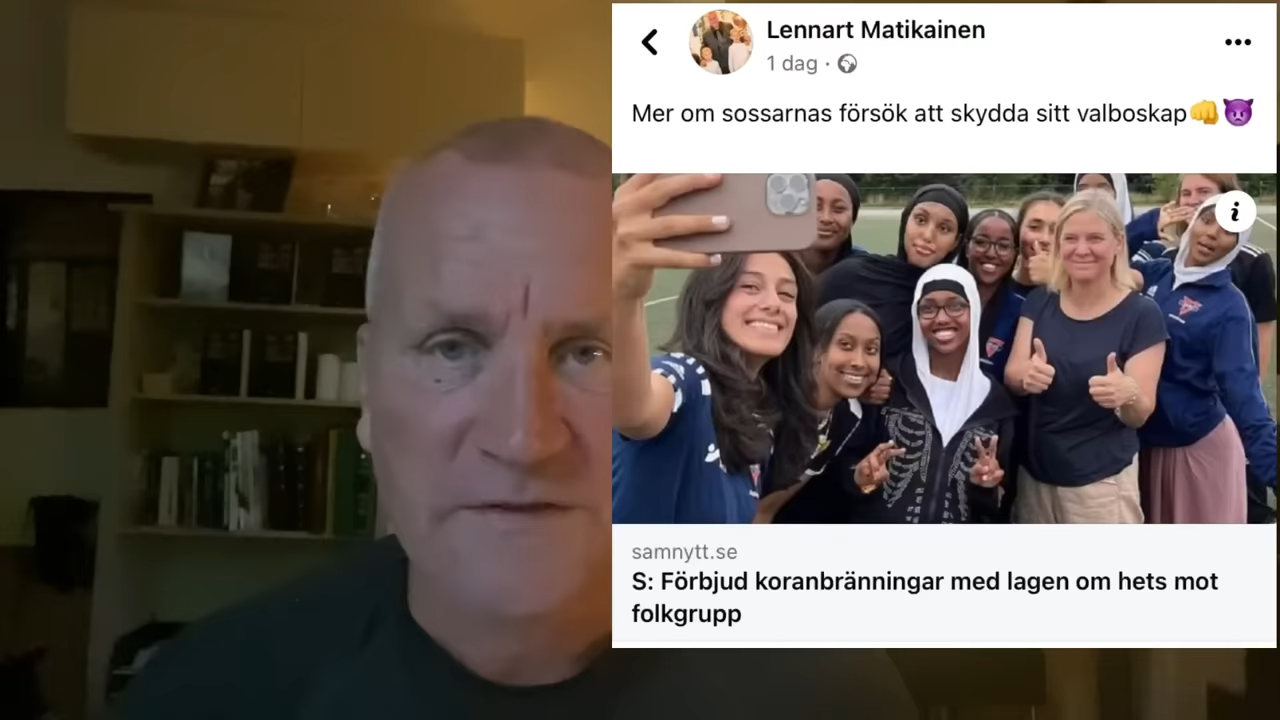 Lennart Matikainen
1 dag ·
Mer om sossarnas försök att skydda sitt valboskap👊😈
samnytt.se
S: Förbjud koranbränningar med lagen om hets mot
folkgrupp